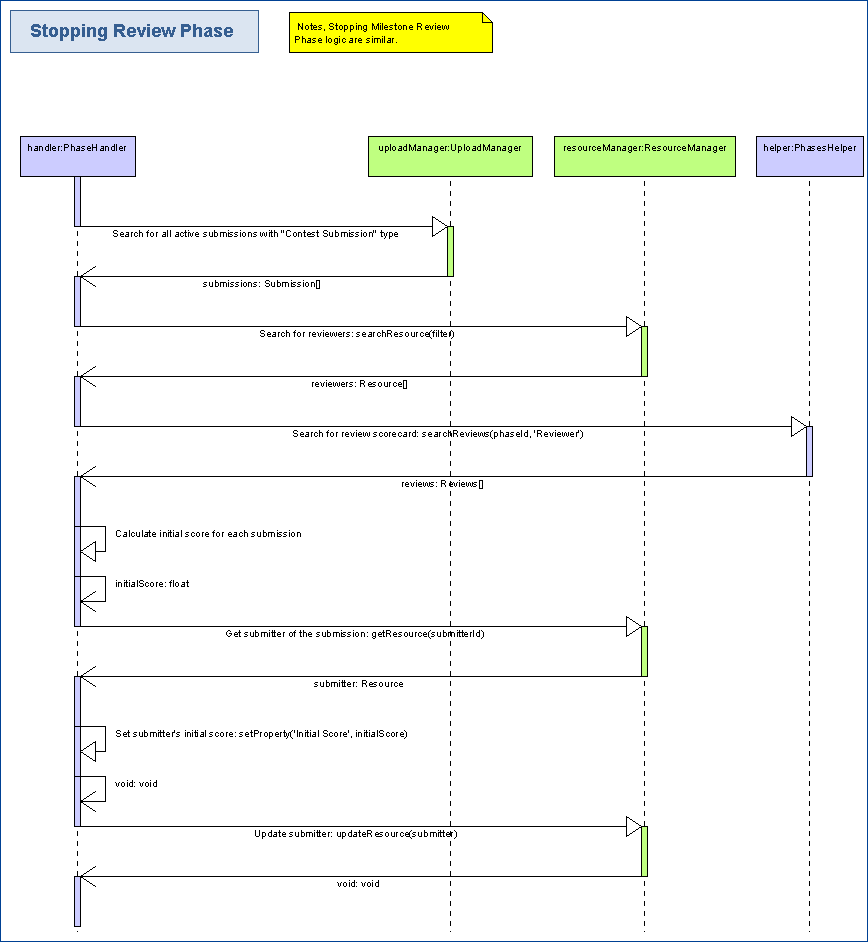 Stopping Review Phase
Notes, Stopping Milestone Review
Phase logic are similar.
handler:PhaseHandler
uploadManager:UploadManager
resourceManager:ResourceManager
helper:PhasesHelper
Search for all active submissions with "Contest Submission" type
submissions: Submission[]
Search for reviewers: searchResource(filter)
reviewers: Resource[]
Search for review scorecard: searchReviews(phaseId, 'Reviewer')
reviews: Reviews[]
Calculate initial score for each submission
initialScore: float
Get submitter of the submission: getResource(submitterId)
submitter: Resource
Set submitter's initial score: setProperty('Initial Score', initialScore)
void: void
Update submitter: updateResource(submitter)
void: void